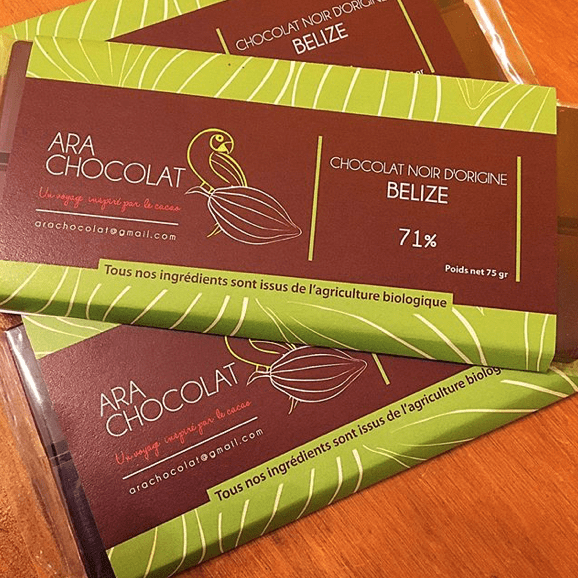 CHOCOLAT NOIR D'ORIGINE
BELIZE
gr
ARA
CHOCOLAT
Un voyage inspiré par le cacao
arachocolat@gmail.com
CHOCOLAT NOIR D'ORIGINE
BELIZE
71%
Poids net 75 gr
Tous nos ingrédients sont issus de l'agriculture biologique
ARA
CHOCOLAT
Un voyage inspiré par le cacao
arachocolat@gmail.com
Tous nos ingrédients sont issus de l'agriculture biolog